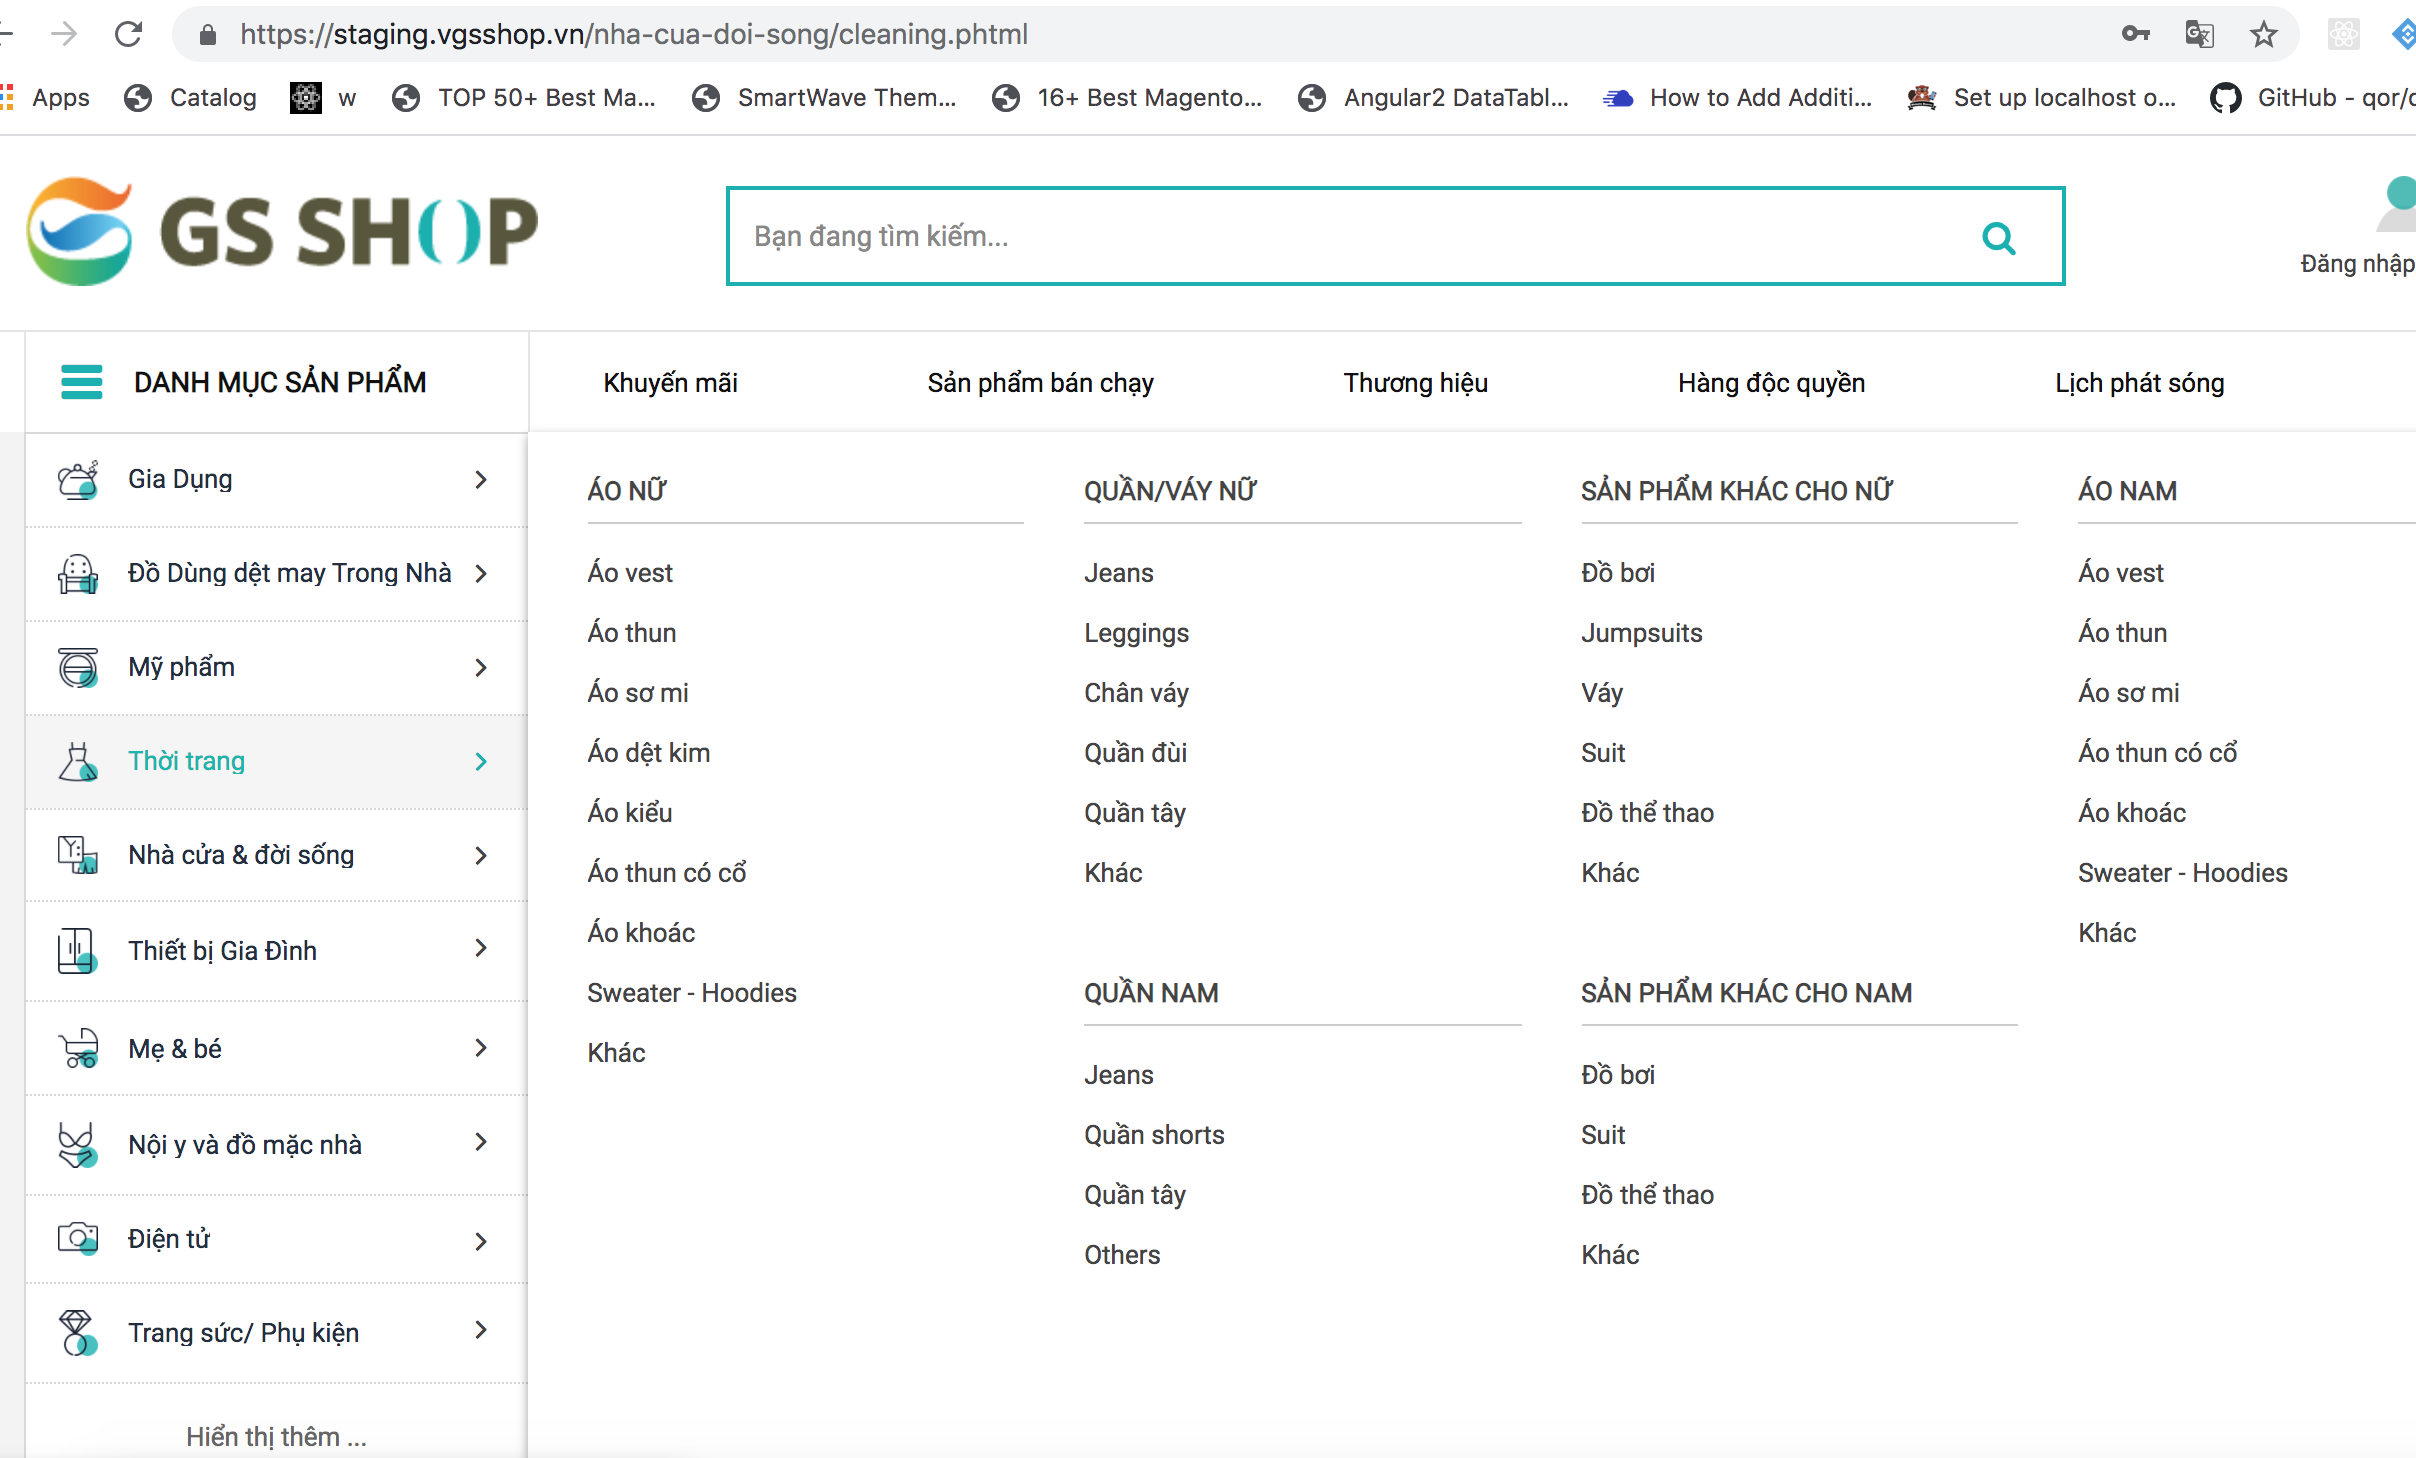 https://staging.vgsshop.vn/nha-cua-doi-song/cleaning.phtml
Apps Catalog w TOP 50+ Best Ma... SmartWave Them... 16+ Best Magento... Angular2 DataTabl... How to Add Additi... Set up localhost o... GitHub - qor/
GS SHOP
Bạn đang tìm kiếm...
Đăng nhập
DANH MỤC SẢN PHẨM
Khuyến mãi Sản phẩm bán chạy Thương hiệu Hàng độc quyền Lịch phát sóng
Gia Dụng
Đồ Dùng dệt may Trong Nhà
Mỹ phẩm
Thời trang
Nhà cửa & đời sống
Thiết bị Gia Đình
Mẹ & bé
Nội y và đồ mặc nhà
Điện tử
Trang sức/ Phụ kiện
Hiển thị thêm ...
ÁO NỮ
Áo vest
Áo thun
Áo sơ mi
Áo dệt kim
Áo kiểu
Áo thun có cổ
Áo khoác
Sweater - Hoodies
Khác
QUẦN/VÁY NỮ
Jeans
Leggings
Chân váy
Quần đùi
Quần tây
Khác
SẢN PHẨM KHÁC CHO NỮ
Đồ bơi
Jumpsuits
Váy
Suit
Đồ thể thao
Khác
ÁO NAM
Áo vest
Áo thun
Áo sơ mi
Áo thun có cổ
Áo khoác
Sweater - Hoodies
Khác
QUẦN NAM
Jeans
Quần shorts
Quần tây
Others
SẢN PHẨM KHÁC CHO NAM
Đồ bơi
Suit
Đồ thể thao
Khác